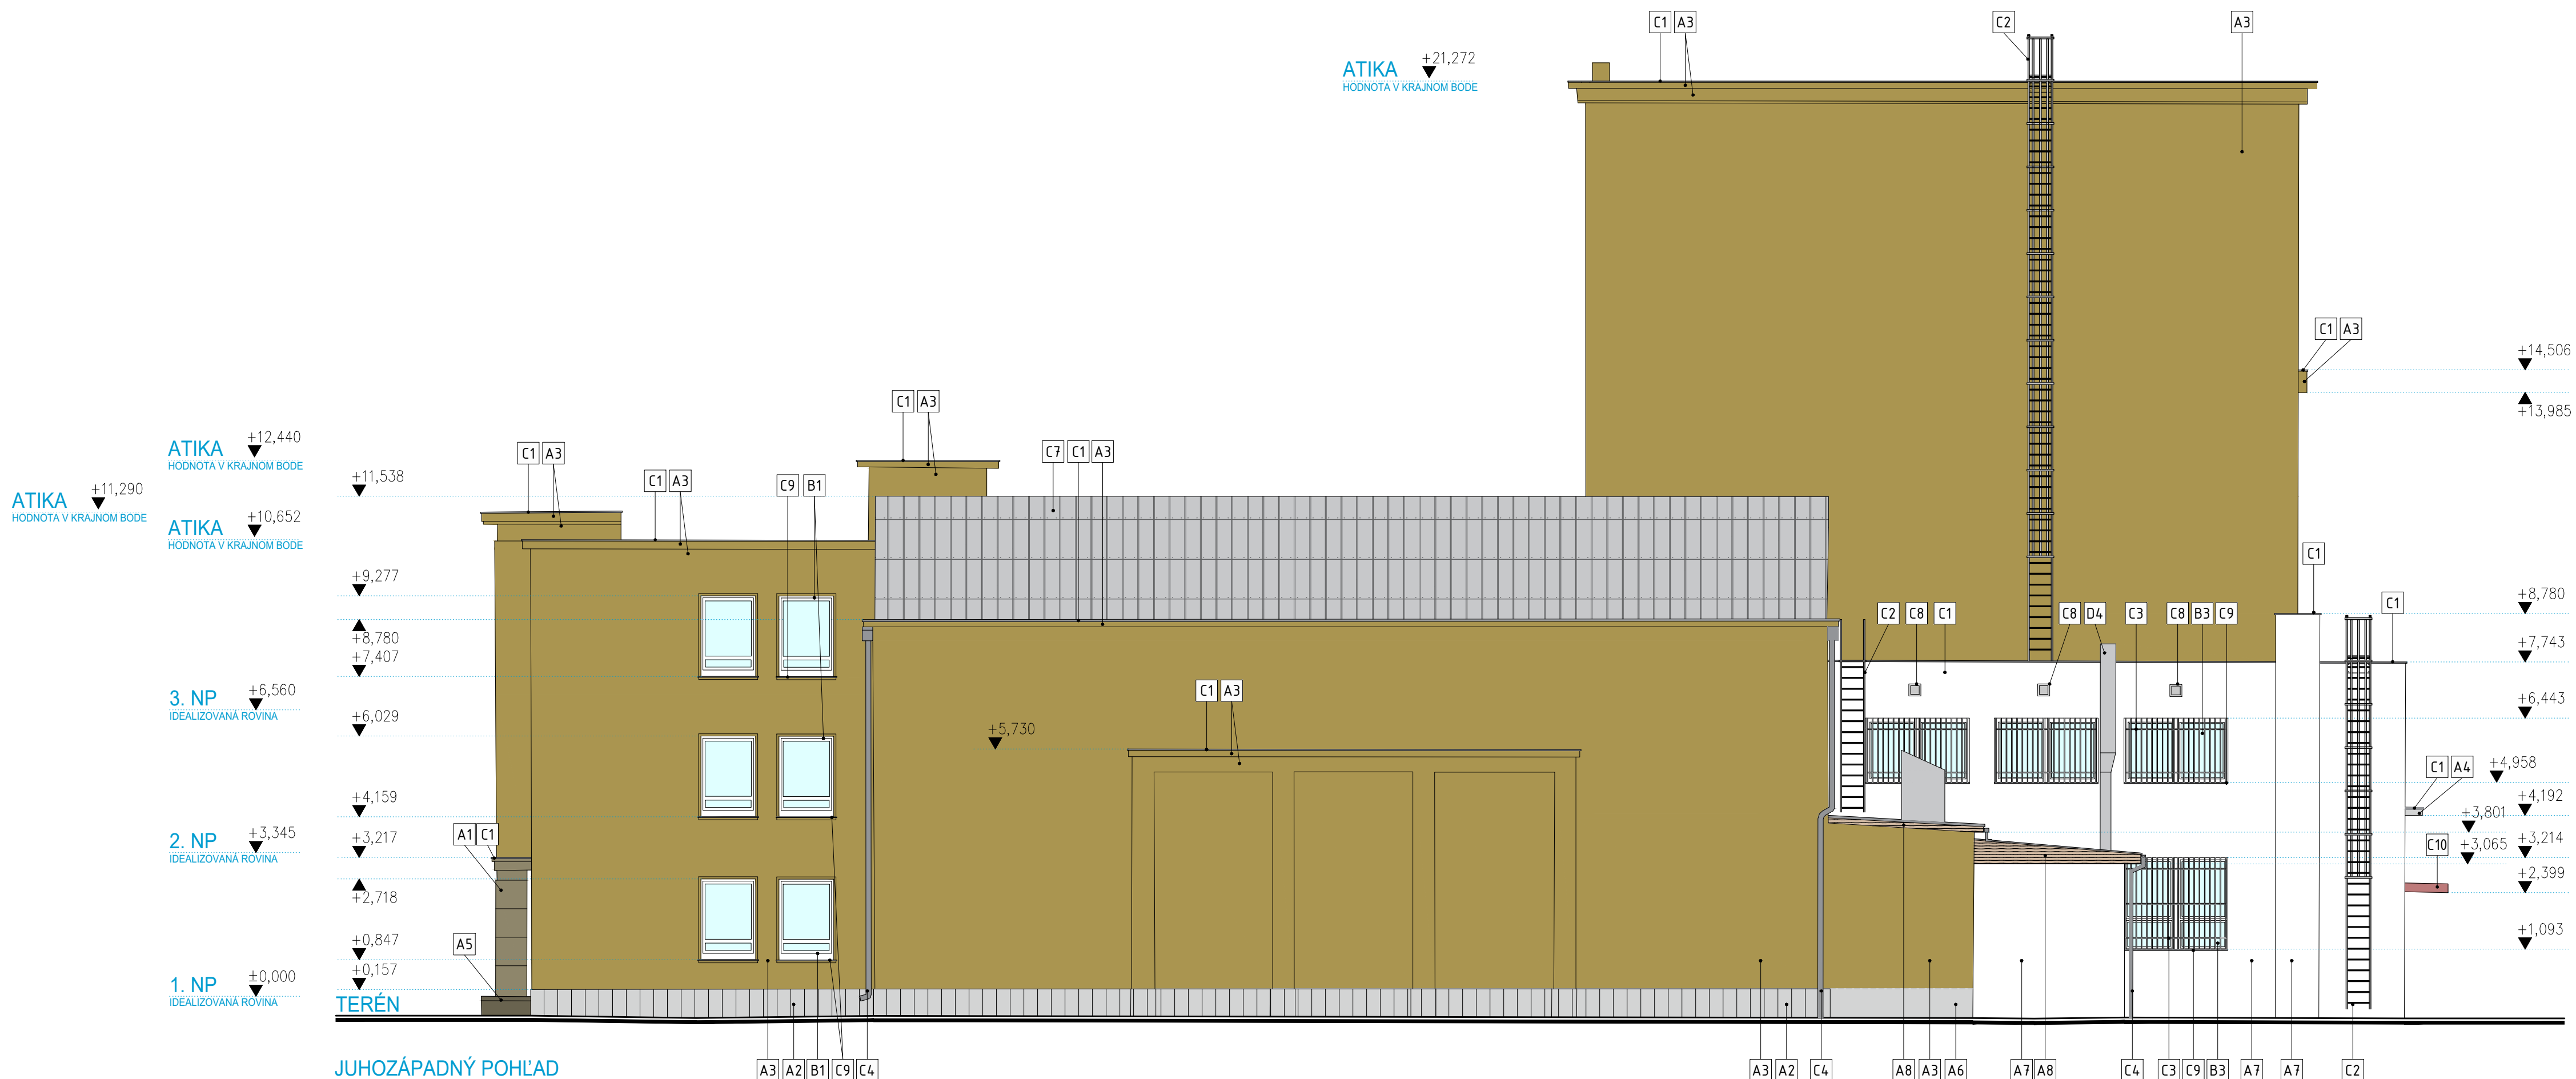 C1 A3
C2
A3
ATIKA +21,272
HODNOTA V KRAJNOM BODE
C1 A3
+14,506
+13,985
C1 A3
ATIKA +12,440
HODNOTA V KRAJNOM BODE
C1 A3
C7 C1 A3
C1 A3
C9 B1
+11,538
ATIKA +11,290
HODNOTA V KRAJNOM BODE
ATIKA +10,652
HODNOTA V KRAJNOM BODE
C1
+9,277
+8,780
C2 C8 C1
C8 D4
C3
C8 B3 C9
C1
+8,780
+7,407
+7,743
3. NP +6,560
IDEALIZOVANÁ ROVINA
C1 A3
+6,443
+6,029
+5,730
C1 A4 +4,958
+4,159
+4,192
+3,801
A1 C1
2. NP +3,345
IDEALIZOVANÁ ROVINA
+3,217
+3,214
+3,065
C10
+2,718
+2,399
A5
+0,847
+1,093
+0,157
1. NP ±0,000
IDEALIZOVANÁ ROVINA
TERÉN
JUHOZÁPADNÝ POHĽAD
A3 A2 B1 C9 C4
A3 A2 C4
A8 A3 A6
A7 A8
C4
C3 C9 B3
A7
A7
C2